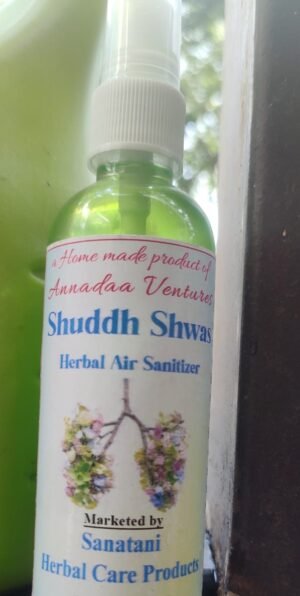 a Home made product of
Annadaa Ventures
Shuddh Shwas
Herbal Air Sanitizer
Marketed by
Sanatani
Herbal Care Products